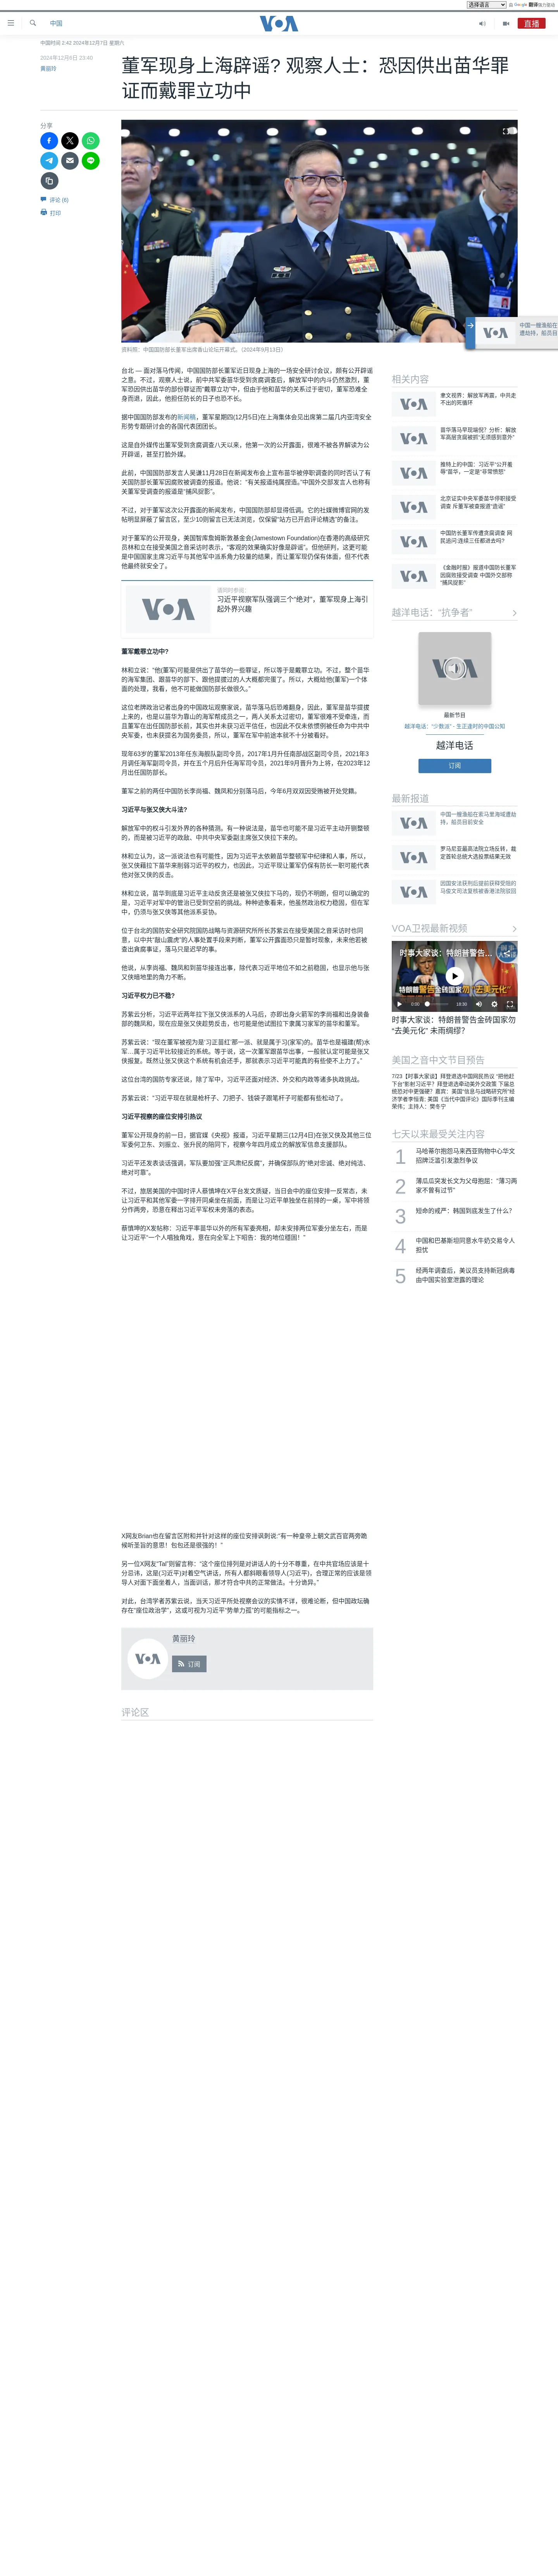 选择语言
由 Google 翻译强力驱动
中国
VOA
直播
中国时间 2:42 2024年12月7日 星期六
2024年12月6日 23:40
黄丽玲
董军现身上海辟谣? 观察人士：恐因供出苗华罪
证而戴罪立功中
分享
评论 (6)
打印
资料照：中国国防部长董军出席香山论坛开幕式。（2024年9月13日）
中国一艘渔船在
遭劫持，船员目
台北 — 面对落马传闻，中国国防部长董军近日现身上海的一场安全研讨会议，颇有公开辟谣
之意。不过，观察人士说，前中共军委苗华受到贪腐调查后，解放军中的内斗仍然激烈，董
军恐因供出苗华的部份罪证而“戴罪立功”中，但由于他和苗华的关系过于密切，董军恐难全
身而退，因此，他担任防长的日子也恐不长。
据中国国防部发布的新闻稿，董军星期四(12月5日)在上海集体会见出席第二届几内亚湾安全
形势专题研讨会的各国代表团团长。
这是自外媒传出董军受到贪腐调查八天以来，他第一次的公开露面，很难不被各界解读为公
开辟谣，甚至打脸外媒。
此前，中国国防部发言人吴谦11月28日在新闻发布会上宣布苗华被停职调查的同时否认了有
关国防部长董军因腐败被调查的报道。他说：“有关报道纯属捏造。”中国外交部发言人也称有
关董军受调查的报道是“捕风捉影”。
不过，对于董军这次公开露面的新闻发布，中国国防部却显得低调。它的社媒微博官网的发
帖明显屏蔽了留言区，至少10则留言已无法浏览，仅保留“站方已开启评论精选”的备注。
对于董军的公开现身，美国智库詹姆斯敦基金会(Jamestown Foundation)在香港的高级研究
员林和立在接受美国之音采访时表示，“客观的效果确实好像是辟谣”。但他研判，这更可能
是中国国家主席习近平与其他军中派系角力较量的结果，而让董军现仍保有体面，但不代表
他最终安全了。
请同时参阅：
习近平视察军队强调三个“绝对”，董军现身上海引
起外界兴趣
董军戴罪立功中?
林和立说：“他(董军)可能是供出了苗华的一些罪证，所以等于是戴罪立功。不过，整个苗华
的海军集团、跟苗华的部下、跟他提拔过的人大概都完蛋了。所以，大概给他(董军)一个体
面的处理，我看，他不可能做国防部长做很久。”
这位老牌政治记者出身的中国政坛观察家说，苗华落马后恐难翻身，因此，董军是苗华提拔
上来的，也是以苗华为靠山的海军帮成员之一，两人关系太过密切，董军很难不受牵连，而
且董军在出任国防部长前，其实也并未获习近平信任，也因此不仅未依惯例被任命为中共中
央军委委员，也未获任命为国务委员，所以，董军在军中前途本就不十分被看好。
现年63岁的董军2013年任东海舰队副司令员，2017年1月升任南部战区副司令员，2021年3
月调任海军副司令员，并在五个月后升任海军司令员，2021年9月晋升为上将，在2023年12
月出任国防部长。
董军之前的两任中国防长李尚福、魏凤和分别落马后，今年6月双双因受贿被开处党籍。
习近平与张又侠大斗法?
解放军中的权斗引发外界的各种猜测。有一种说法是，苗华也可能不是习近平主动开铡整顿
的，而是被与习近平的政敌、中共中央军委副主席张又侠拉下马。
林和立认为，这一派说法也有可能性，因为习近平太依赖苗华整顿军中纪律和人事，所以，
张又侠藉拉下苗华来削弱习近平的权力，也因此，习近平放任董军保住防长一职可能代表
他对张又侠的反击。
林和立说，苗华到底是习近平主动反贪还是被张又侠拉下马的，现仍不明朗，但可以确定的
是，习近平对军中的管治已受到空前的挑战。种种迹象看来，他虽然政治权力稳固，但在军
中，仍须与张又侠等其他派系妥协。
位于台北的国防安全研究院国防战略与资源研究所所长苏紫云在接受美国之音采访时也同
意，以中共“敲山震虎”的人事处置手段来判断，董军公开露面恐只是暂时现象，未来他若被
查出贪腐事证，落马只是迟早的事。
他说，从李尚福、魏凤和到苗华接连出事，除代表习近平地位不如之前稳固，也显示他与张
又侠暗地里的角力未间断。
习近平权力已不稳?
苏紫云分析，习近平近两年拉下张又侠派系的人马后，亦即出身火箭军的李尚福和出身装备
部的魏凤和，现在应是张又侠趁势反击，也可能是他试图拉下隶属习家军的苗华和董军。
苏紫云说：“现在董军被视为是‘习正苗红’那一派、就是属于习(家军)的。苗华也是福建(帮)水
军…属于习近平比较接近的系统。等于说，这一次董军跟苗华出事，一般就认定可能是张又
侠报复。既然让张又侠这个系统有机会还手，那就表示习近平可能真的有些使不上力了。”
这位台湾的国防专家还说，除了军中，习近平还面对经济、外交和内政等诸多执政挑战。
苏紫云说：“习近平现在就是枪杆子、刀把子、钱袋子跟笔杆子可能都有些松动了。
习近平视察的座位安排引热议
董军公开现身的前一日，据官媒《央视》报道，习近平星期三(12月4日)在张又侠及其他三位
军委委员何卫东、刘振立、张升民的陪同下，视察成立八个月的信息支援部队。
习近平还发表谈话强调，军队要加强“正风肃纪反腐”，并确保部队的“绝对忠诚、绝对纯洁、
绝对可靠”。
不过，旅居美国的中国时评人蔡慎坤在X平台发文质疑，当日会中的座位安排一反常态，未
让习近平和其他军委一字排开同桌坐在前面，而是让习近平单独坐在前排的一桌，军中将领
分作两旁，恐意在释出习近平军权未旁落的表态。
蔡慎坤的X发帖称：习近平率苗华以外的所有军委亮相，却未安排两位军委分坐左右，而是
让习近平“一个人唱独角戏，意在向全军上下昭告：我的地位穩固！”
X网友Brian也在留言区附和并针对这样的座位安排讽刺说:“有一种皇帝上朝文武百官两旁跪
候听圣旨的意思！包包还是很强的！”
另一位X网友“Tal”则留言称：“这个座位排列是对讲话人的十分不尊重，在中共官场应该是十
分忌讳，这是(习近平)对着空气讲话，所有人都斜眼看领导人(习近平)，合理正常的应该是领
导人对面下面坐着人，当面训话，那才符合中共的正常做法。十分诡异。”
对此，台湾学者苏紫云说，当天习近平所处视察会议的实情不详，很难论断，但中国政坛确
存在“座位政治学”，这或可视为习近平“势单力孤”的可能指标之一。
黄丽玲
订阅
评论区
相关内容
聿文视界：解放军再震，中共走
不出的死循环
苗华落马早现端倪？分析：解放
军高层贪腐被抓“无须感到意外”
推特上的中国：习近平“公开羞
辱”苗华，一定是“非常愤怒”
北京证实中央军委苗华停职接受
调查 斥董军被查报道“造谣”
中国防长董军传遭贪腐调查 网
民追问 连续三任都进去吗?
《金融时报》报道中国防长董军
因腐败接受调查 中国外交部称
“捕风捉影”
越洋电话：“抗争者”
最新节目
越洋电话：“少数派” - 生正逢时的中国公知
越洋电话
订阅
最新报道
中国一艘渔船在索马里海域遭劫
持，船员目前安全
罗马尼亚最高法院立场反转，裁
定首轮总统大选投票结果无效
因国安法获刑后提前获释受阻的
马俊文司法复核被香港法院驳回
VOA卫视最新视频
时事大家谈：特朗普警告…
特朗普警告金砖国家勿“去美元化”
0:00
18:30
时事大家谈：特朗普警告金砖国家勿
“去美元化” 未雨绸缪?
美国之音中文节目预告
7/23【时事大家谈】拜登退选中国网民热议 “把他赶
下台”影射习近平？拜登退选牵动美外交政策 下届总
统恐对中更强硬？嘉宾：美国“信息与战略研究所”经
济学者李恒青; 美国《当代中国评论》国际季刊主编
荣伟；主持人：樊冬宁
七天以来最受关注内容
1
马哈蒂尔抱怨马来西亚购物中心华文
招牌泛滥引发激烈争议
2
薄瓜瓜突发长文为父母抱屈：“薄习两
家不曾有过节”
3
短命的戒严：韩国到底发生了什么？
4
中国和巴基斯坦同意水牛奶交易令人
担忧
5
经两年调查后，美议员支持新冠病毒
由中国实验室泄露的理论